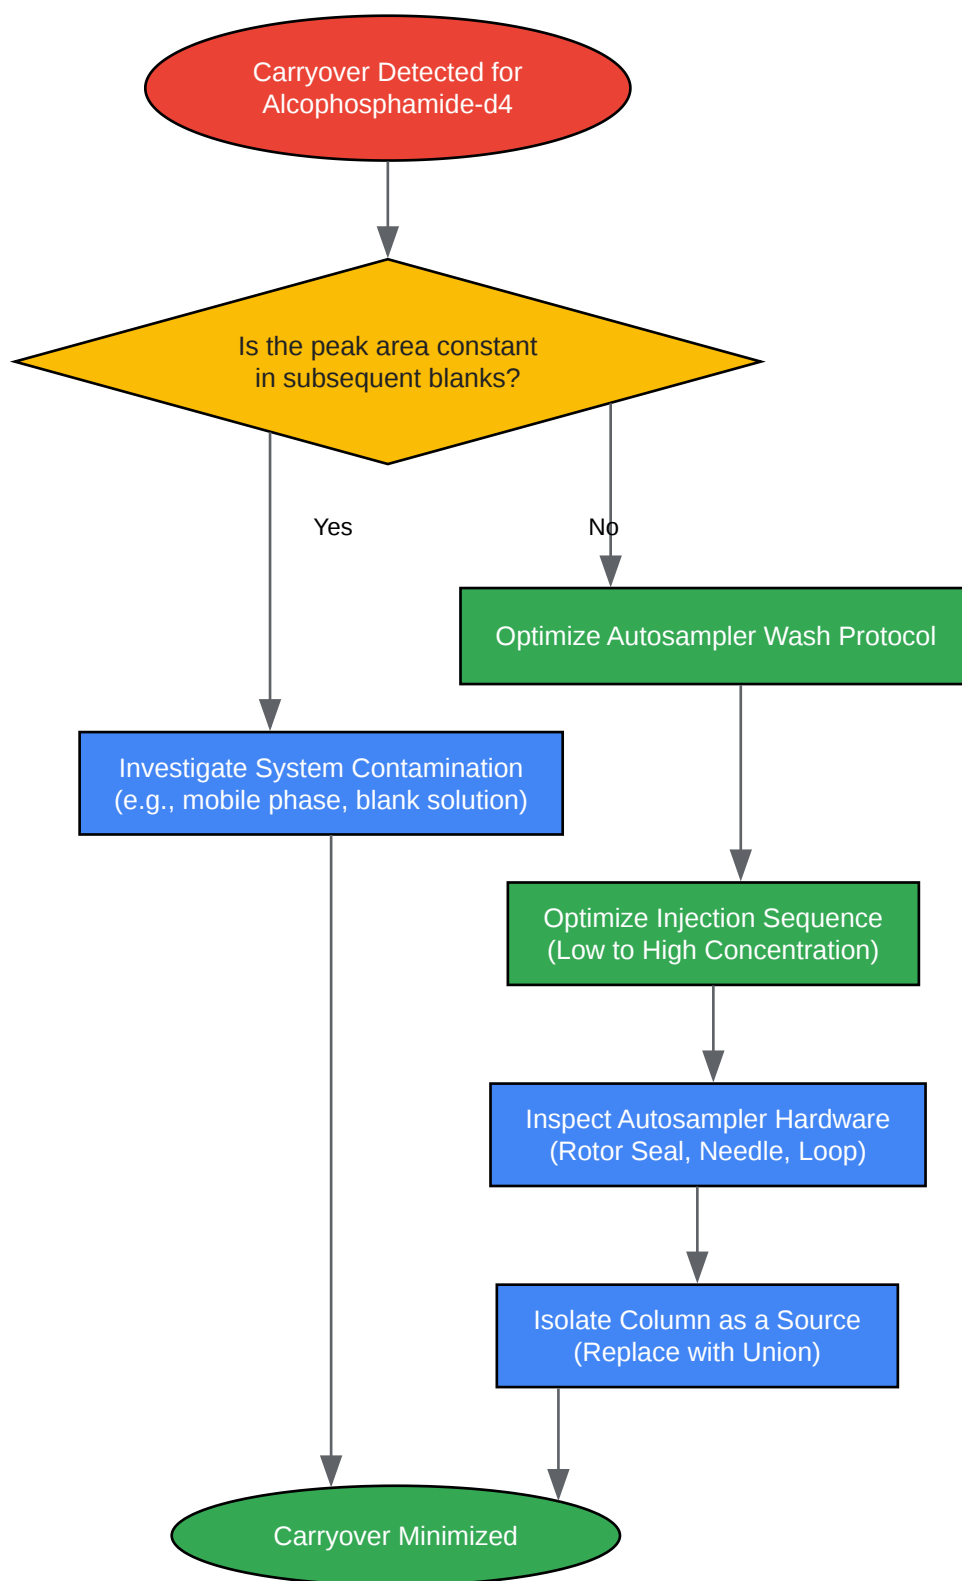 Carryover Detected for
Alcophosphamide-d4
Is the peak area constant
in subsequent blanks?
Yes
No
Optimize Autosampler Wash Protocol
Investigate System Contamination
(e.g., mobile phase, blank solution)
Optimize Injection Sequence
(Low to High Concentration)
Inspect Autosampler Hardware
(Rotor Seal, Needle, Loop)
Isolate Column as a Source
(Replace with Union)
Carryover Minimized